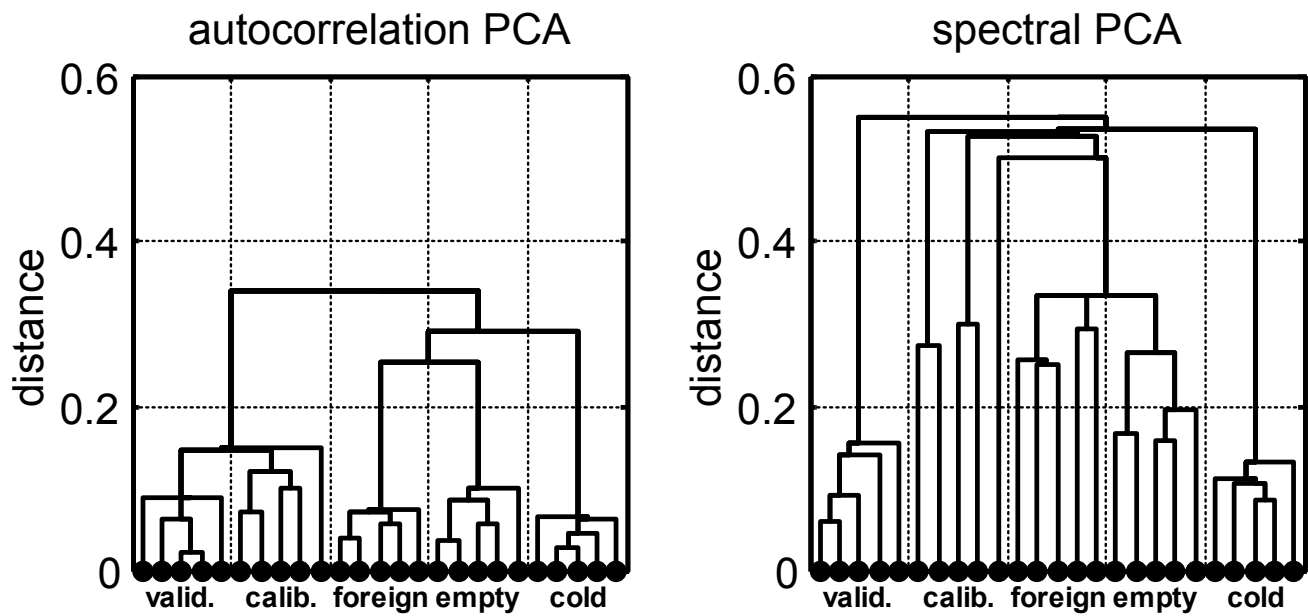 autocorrelation PCA
distance
0.6
0.4
0.2
0
valid. calib. foreign empty cold
spectral PCA
distance
0.6
0.4
0.2
0
valid. calib. foreign empty cold